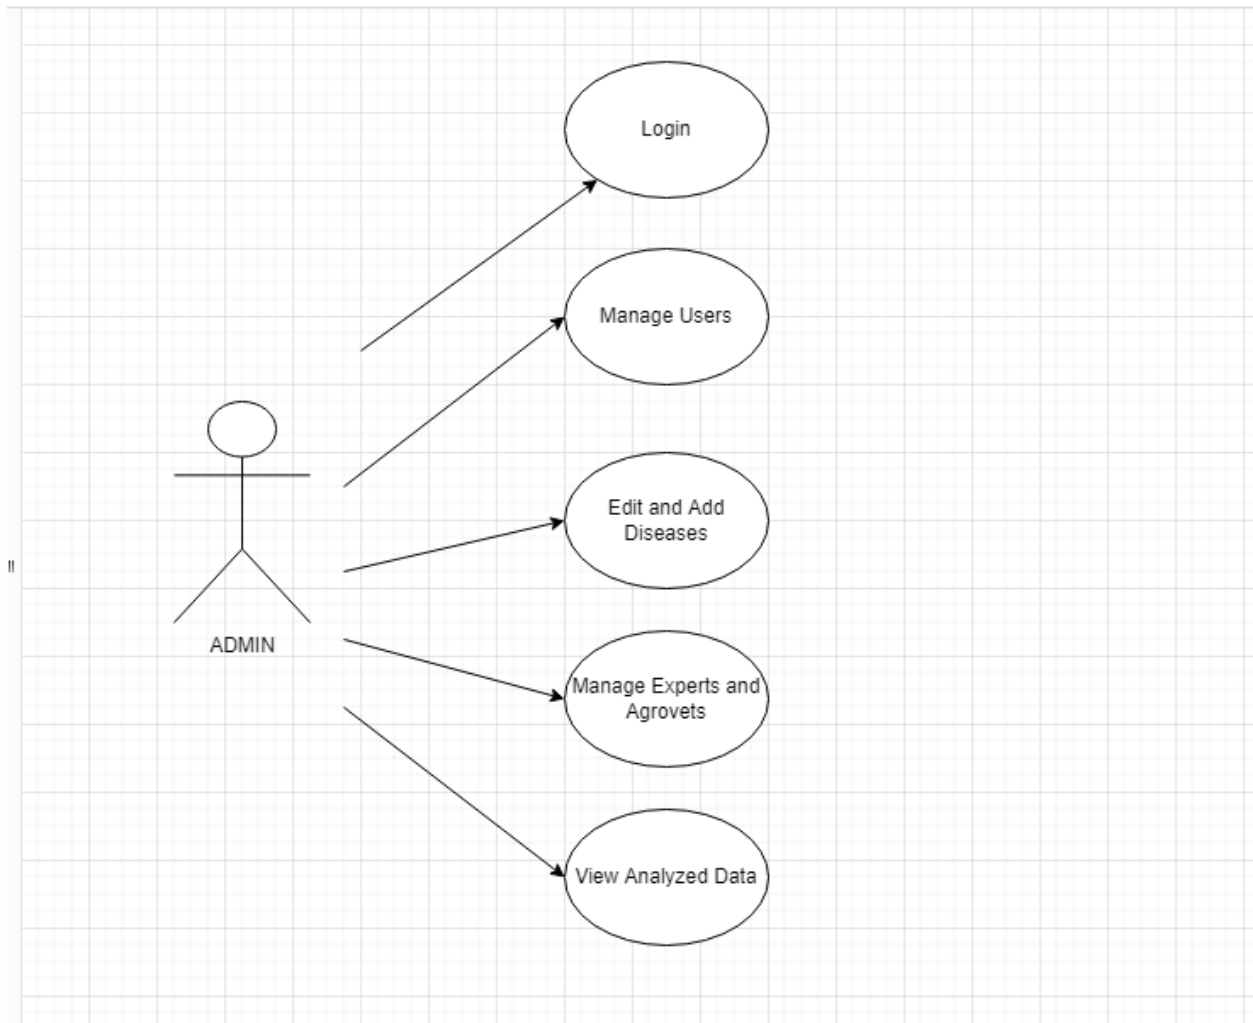 Login
Manage Users
Edit and Add
Diseases
ADMIN
Manage Experts and
Agrovets
View Analyzed Data